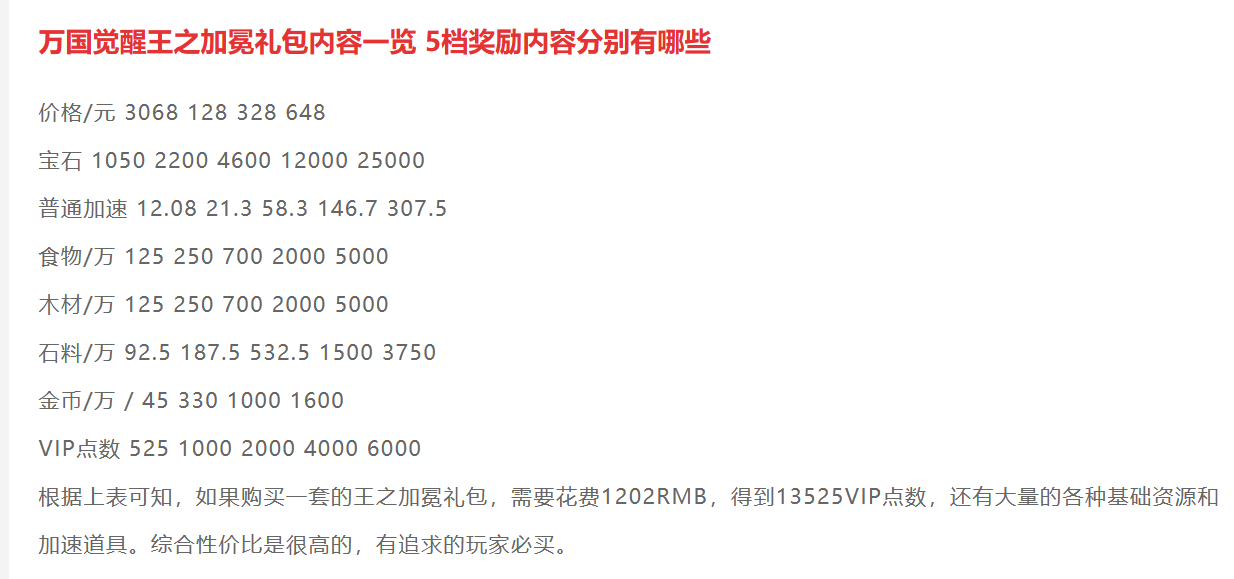 万国觉醒王之加冕礼包内容一览 5档奖励内容分别有哪些
价格/元 3068 128 328 648
宝石 1050 2200 4600 12000 25000
普通加速 12.08 21.3 58.3 146.7 307.5
食物/万 125 250 700 2000 5000
木材/万 125 250 700 2000 5000
石料/万 92.5 187.5 532.5 1500 3750
金币/万 / 45 330 1000 1600
VIP点数 525 1000 2000 4000 6000
根据上表可知，如果购买一套的王之加冕礼包，需要花费1202RMB，得到13525VIP点数，还有大量的各种基础资源和
加速道具。综合性价比是很高的，有追求的玩家必买。